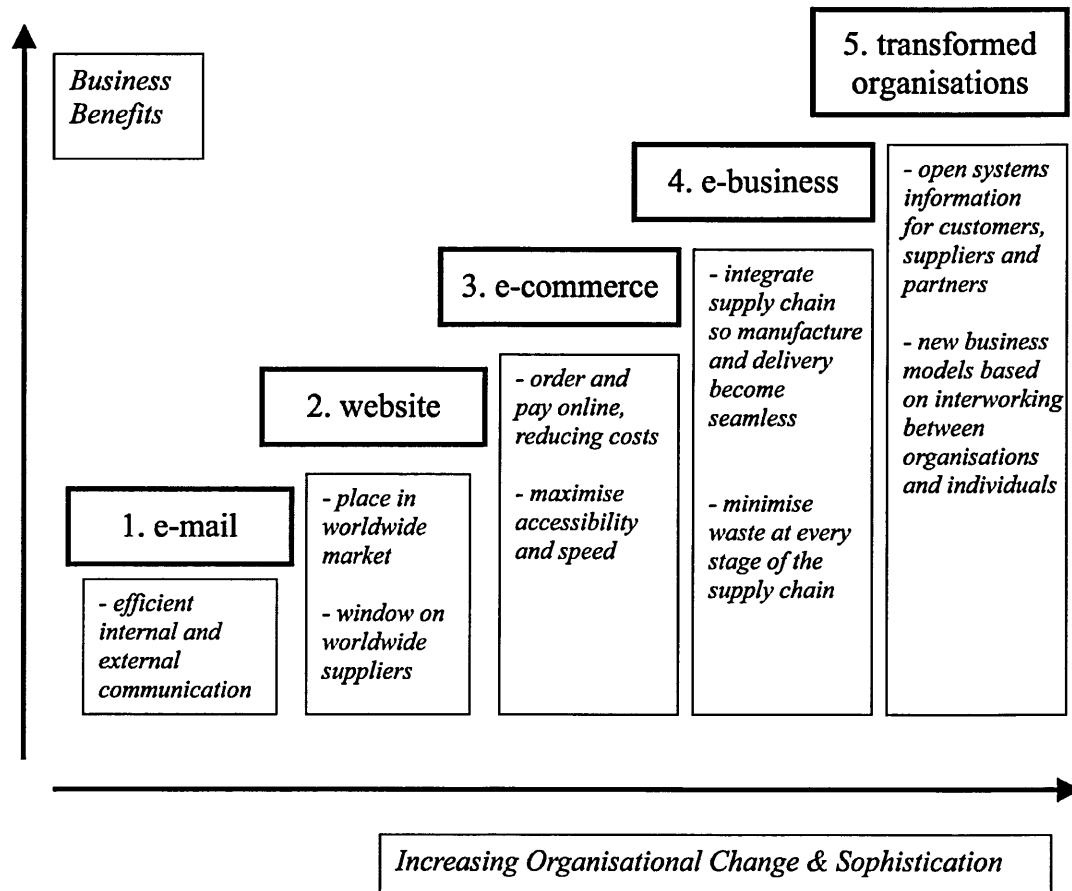 Business
Benefits
1. e-mail
- efficient
internal and
external
communication
2. website
- place in
worldwide
market
- window on
worldwide
suppliers
3. e-commerce
- order and
pay online,
reducing costs
- maximise
accessibility
and speed
4. e-business
- integrate
supply chain
so manufacture
and delivery
become
seamless
- minimise
waste at every
stage of the
supply chain
5. transformed
organisations
- open systems
information
for customers,
suppliers and
partners
- new business
models based
on interworking
between
organisations
and individuals
Increasing Organisational Change & Sophistication